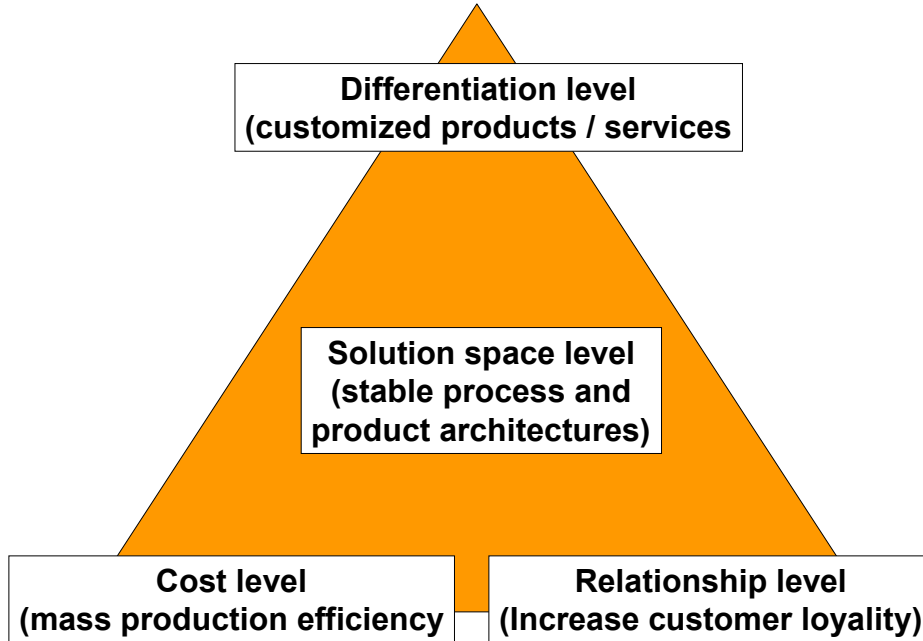 Differentiation level
(customized products / services
Solution space level
(stable process and
product architectures)
Cost level
(mass production efficiency
Relationship level
(Increase customer loyality)